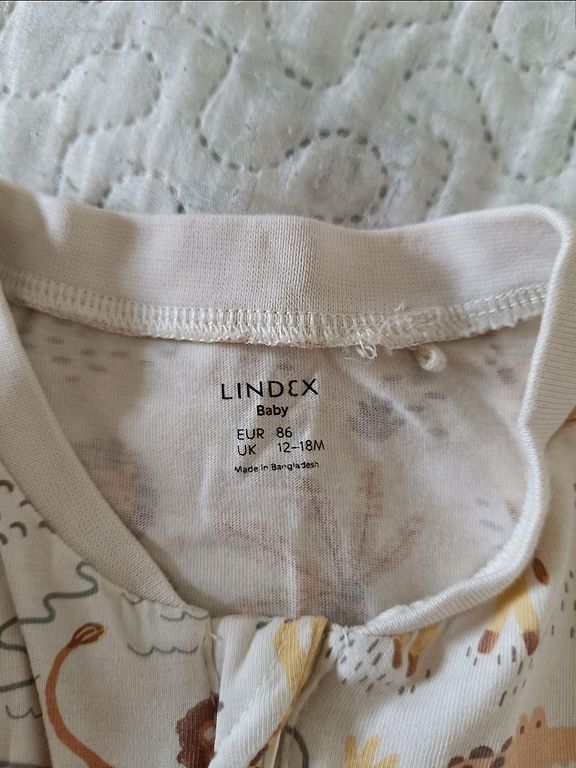 LINDEX
Baby
EUR 86
UK 12-18M
Made in Bangladesh